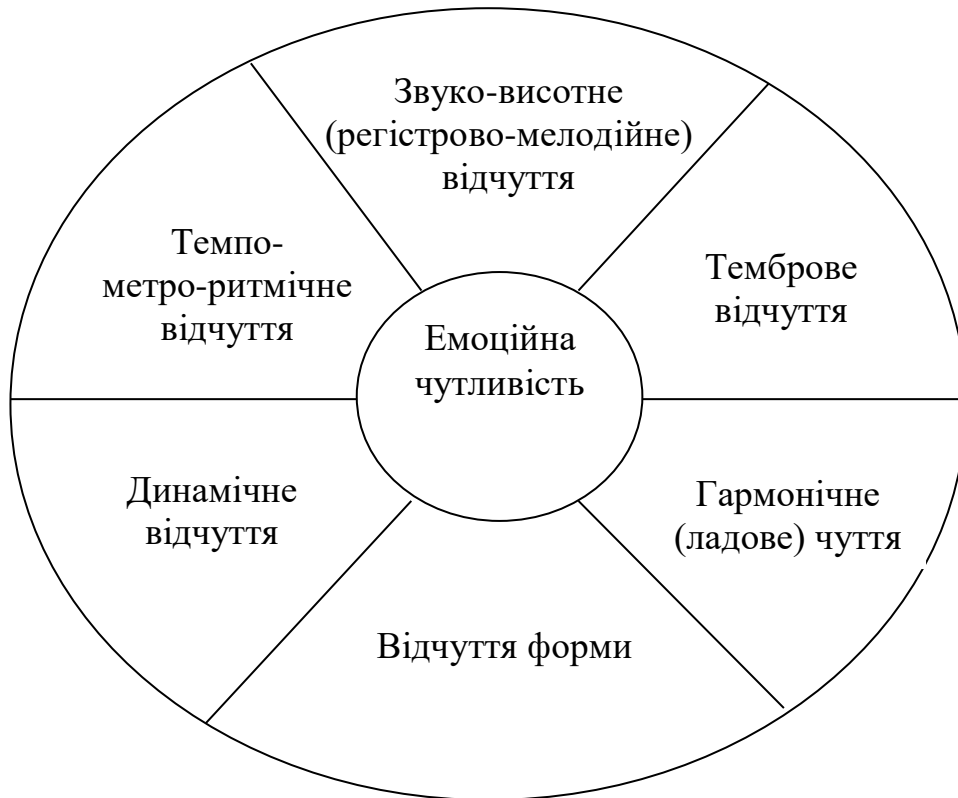 Звуко-висотне
(регістрово-мелодійне)
відчуття
Темпо-
метро-ритмічне
відчуття
Темброве
відчуття
Емоційна
чутливість
Динамічне
відчуття
Гармонічне
(ладове) чуття
Відчуття форми